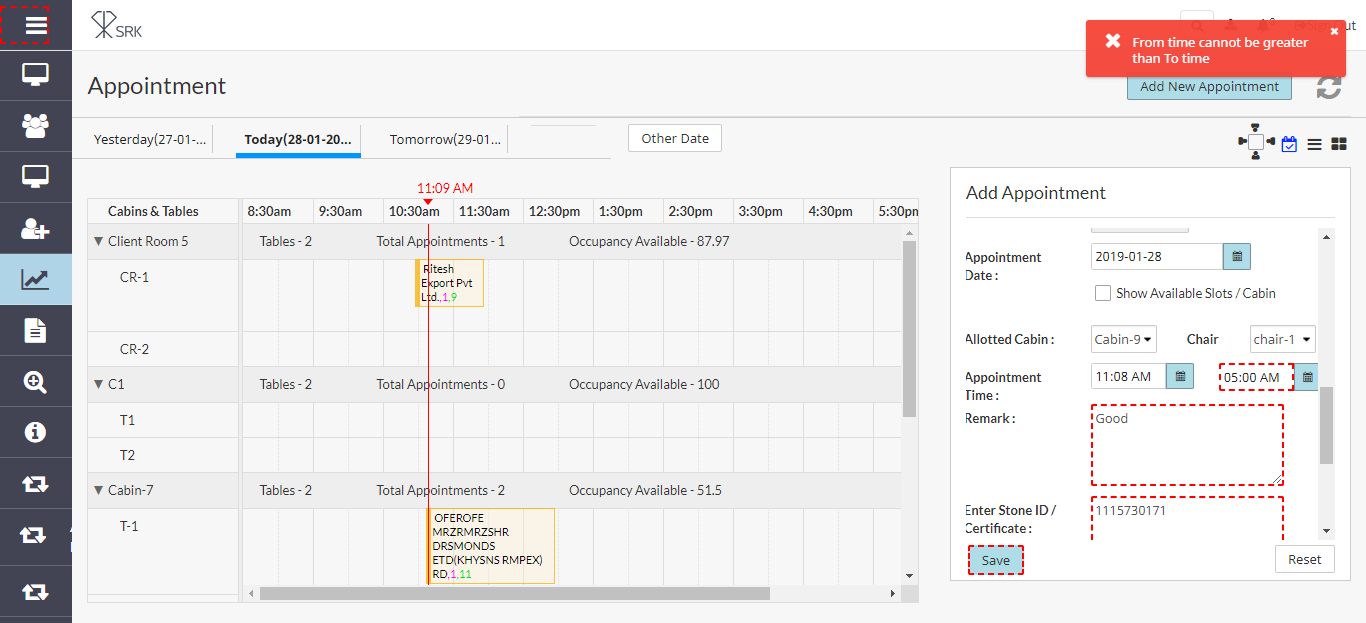 SRK
Sign out
From time cannot be greater
than To time
Appointment
Add New Appointment
Yesterday(27-01-...
Today(28-01-20...
Tomorrow(29-01...
Other Date
11:09 AM
Cabins & Tables 8:30am 9:30am 10:30am 11:30am 12:30pm 1:30pm 2:30pm 3:30pm 4:30pm 5:30pm
Client Room 5 Tables - 2 Total Appointments - 1 Occupancy Available - 87.97
CR-1
Ritesh
Export Pvt
Ltd.,1,9
CR-2
C1 Tables - 2 Total Appointments - 0 Occupancy Available - 100
T1
T2
Cabin-7 Tables - 2 Total Appointments - 2 Occupancy Available - 51.5
T-1
OFEROFE
MRZRMRZSHR
DRSMONDS
ETD(KHYSNS RMPEX)
RD,1,11
Add Appointment
Appointment
Date :
2019-01-28
Show Available Slots / Cabin
Allotted Cabin : Cabin-9 Chair chair-1
Appointment
Time :
11:08 AM 05:00 AM
Remark : Good
Enter Stone ID /
Certificate :
1115730171
Save Reset